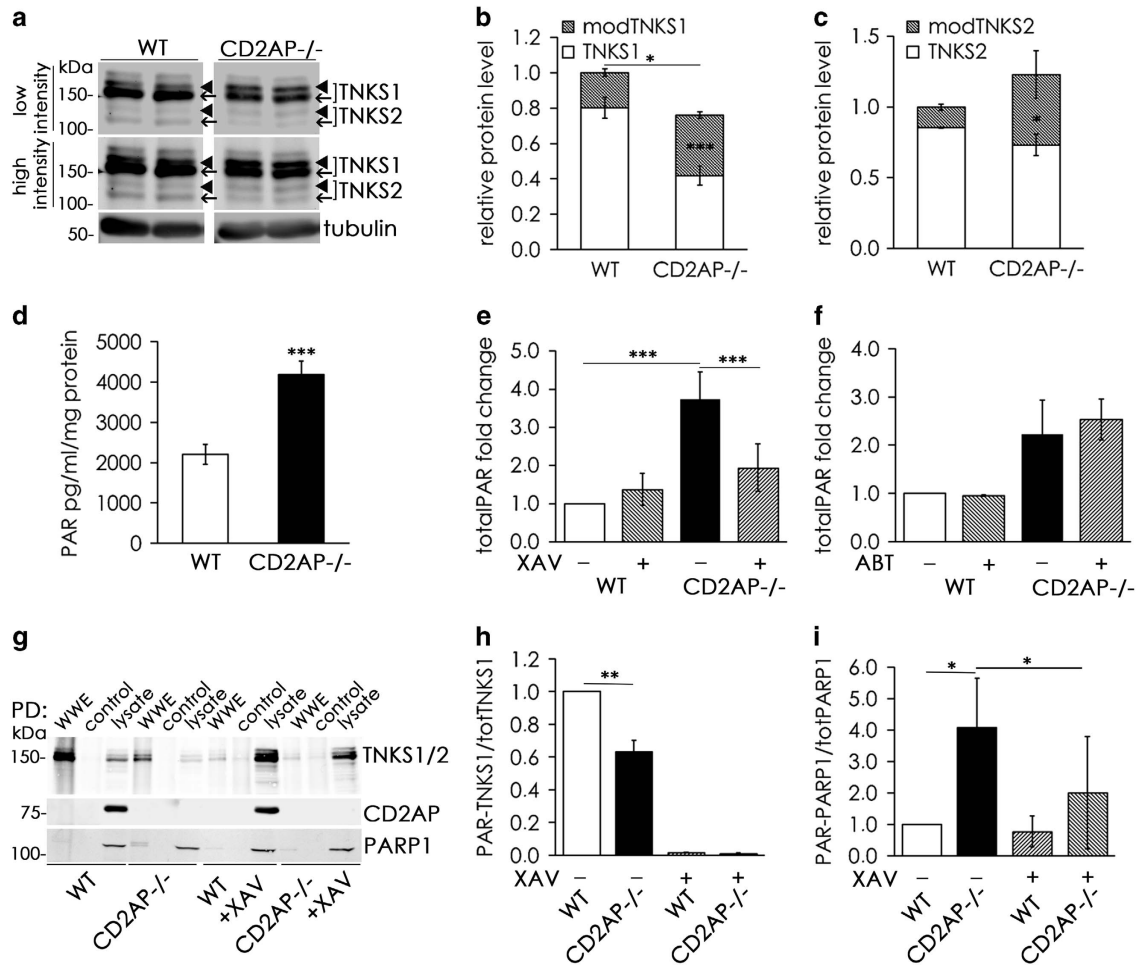 a
WT CD2AP-/-
kDa
low intensity
150-
100-
TNKS1
TNKS2
high intensity
150-
100-
TNKS1
TNKS2
50-
tubulin
b
modTNKS1
TNKS1
relative protein level
1.2
1.0
0.8
0.6
0.4
0.2
0.0
*
***
WT CD2AP-/-
c
modTNKS2
TNKS2
relative protein level
1.5
1.0
0.5
0.0
*
WT CD2AP-/-
d
PAR pg/ml/mg protein
5000
4000
3000
2000
1000
0
***
WT CD2AP-/-
e
totalPAR fold change
5.0
4.0
3.0
2.0
1.0
0.0
*** ***
XAV – + – +
WT CD2AP-/-
f
totalPAR fold change
4.0
3.0
2.0
1.0
0.0
ABT – + – +
WT CD2AP-/-
g
PD: WWE control lysate WWE control lysate WWE control lysate WWE control lysate
kDa
150-
TNKS1/2
75-
CD2AP
100-
PARP1
WT CD2AP-/- WT +XAV CD2AP-/- +XAV
h
PAR-TNKS1/totTNKS1
1.2
1.0
0.8
0.6
0.4
0.2
0.0
**
XAV – – + +
WT CD2AP-/- WT CD2AP-/-
i
PAR-PARP1/totPARP1
6.0
5.0
4.0
3.0
2.0
1.0
0.0
* *
XAV – – + +
WT CD2AP-/- WT CD2AP-/-